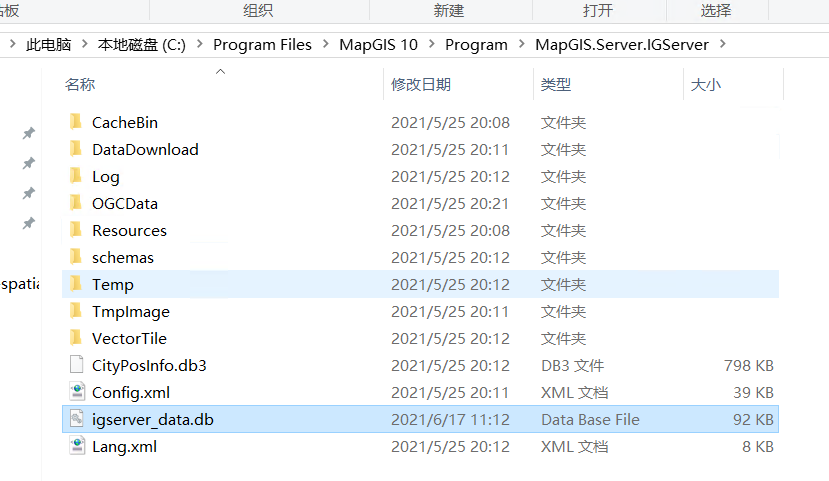 组织 新建 打开 选择
此电脑 本地磁盘 (C:) Program Files MapGIS 10 Program MapGIS.Server.IGServer
名称 修改日期 类型 大小
CacheBin 2021/5/25 20:08 文件夹
DataDownload 2021/5/25 20:11 文件夹
Log 2021/5/25 20:12 文件夹
OGCData 2021/5/25 20:21 文件夹
Resources 2021/5/25 20:08 文件夹
schemas 2021/5/25 20:12 文件夹
Temp 2021/5/25 20:12 文件夹
TmpImage 2021/5/25 20:11 文件夹
VectorTile 2021/5/25 20:12 文件夹
CityPosInfo.db3 2021/5/25 20:12 DB3 文件 798 KB
Config.xml 2021/5/25 20:11 XML 文档 39 KB
igserver_data.db 2021/6/17 11:12 Data Base File 92 KB
Lang.xml 2021/5/25 20:12 XML 文档 8 KB